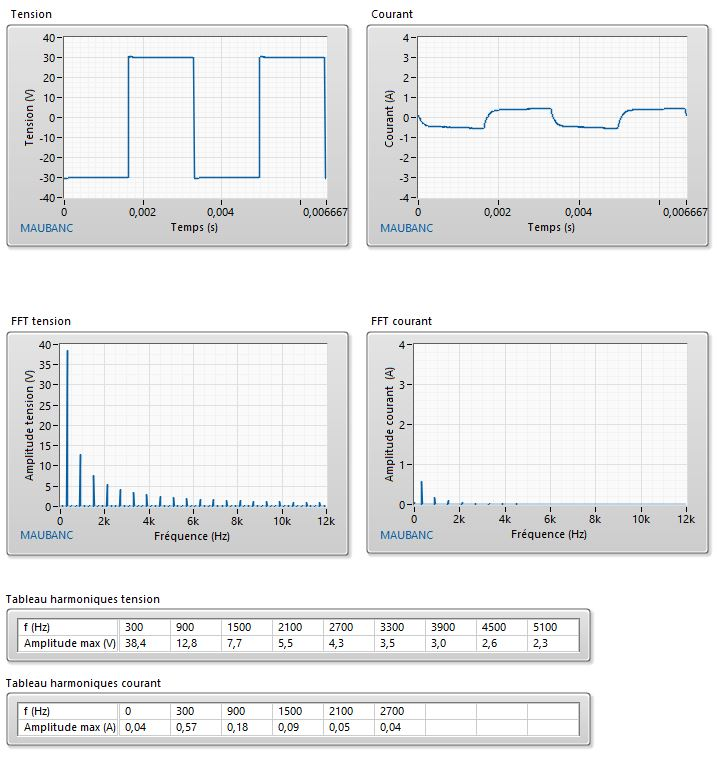 Tension
Courant
Tension (V)
40
30
20
10
0
-10
-20
-30
-40
0 0,002 0,004 0,006667
MAUBANC Temps (s)
Courant (A)
4
3
2
1
0
-1
-2
-3
-4
0 0,002 0,004 0,006667
MAUBANC Temps (s)
FFT tension
FFT courant
Amplitude tension (V)
40
35
30
25
20
15
10
5
0
0 2k 4k 6k 8k 10k 12k
MAUBANC Fréquence (Hz)
Amplitude courant (A)
4
3
2
1
0
0 2k 4k 6k 8k 10k 12k
MAUBANC Fréquence (Hz)
Tableau harmoniques tension
f (Hz) 300 900 1500 2100 2700 3300 3900 4500 5100
Amplitude max (V) 38,4 12,8 7,7 5,5 4,3 3,5 3,0 2,6 2,3
Tableau harmoniques courant
f (Hz) 0 300 900 1500 2100 2700
Amplitude max (A) 0,04 0,57 0,18 0,09 0,05 0,04